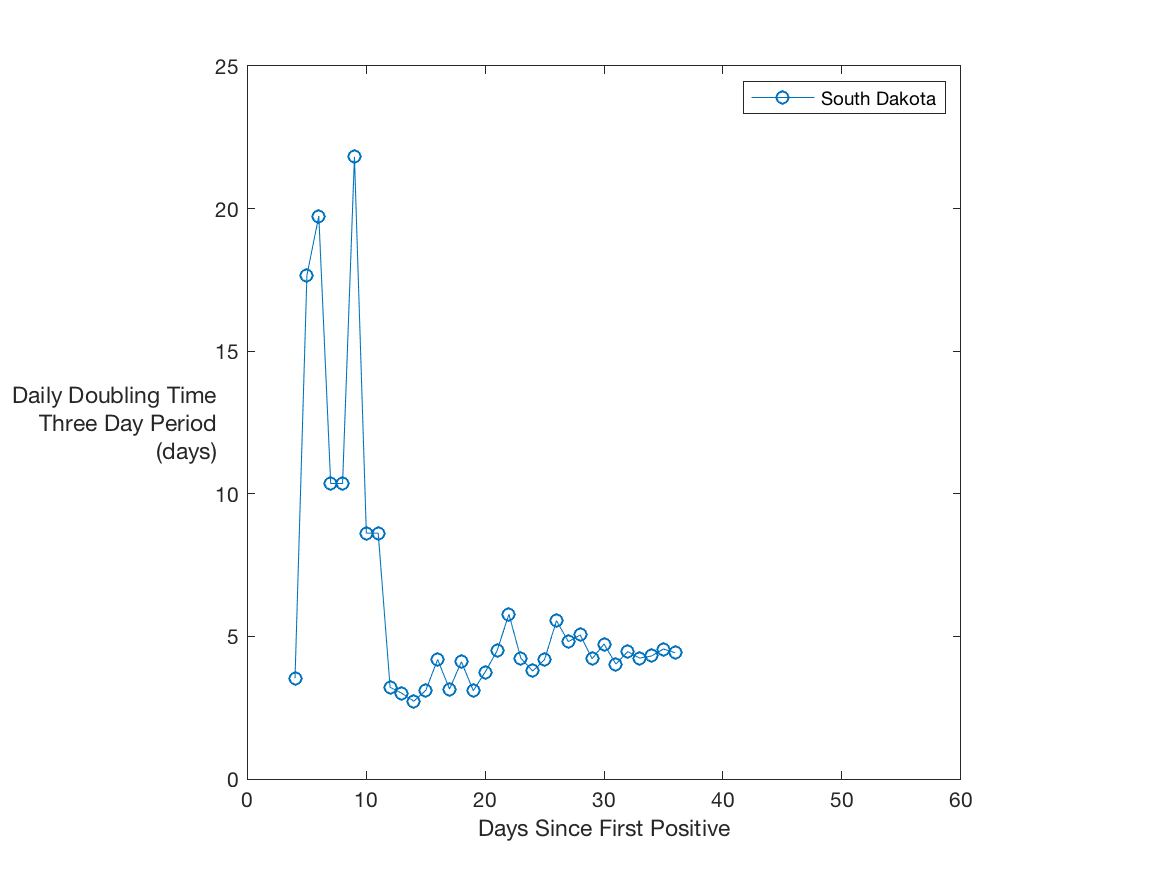 25
South Dakota
20
15
Daily Doubling Time
Three Day Period
(days)
10
5
0
0 10 20 30 40 50 60
Days Since First Positive